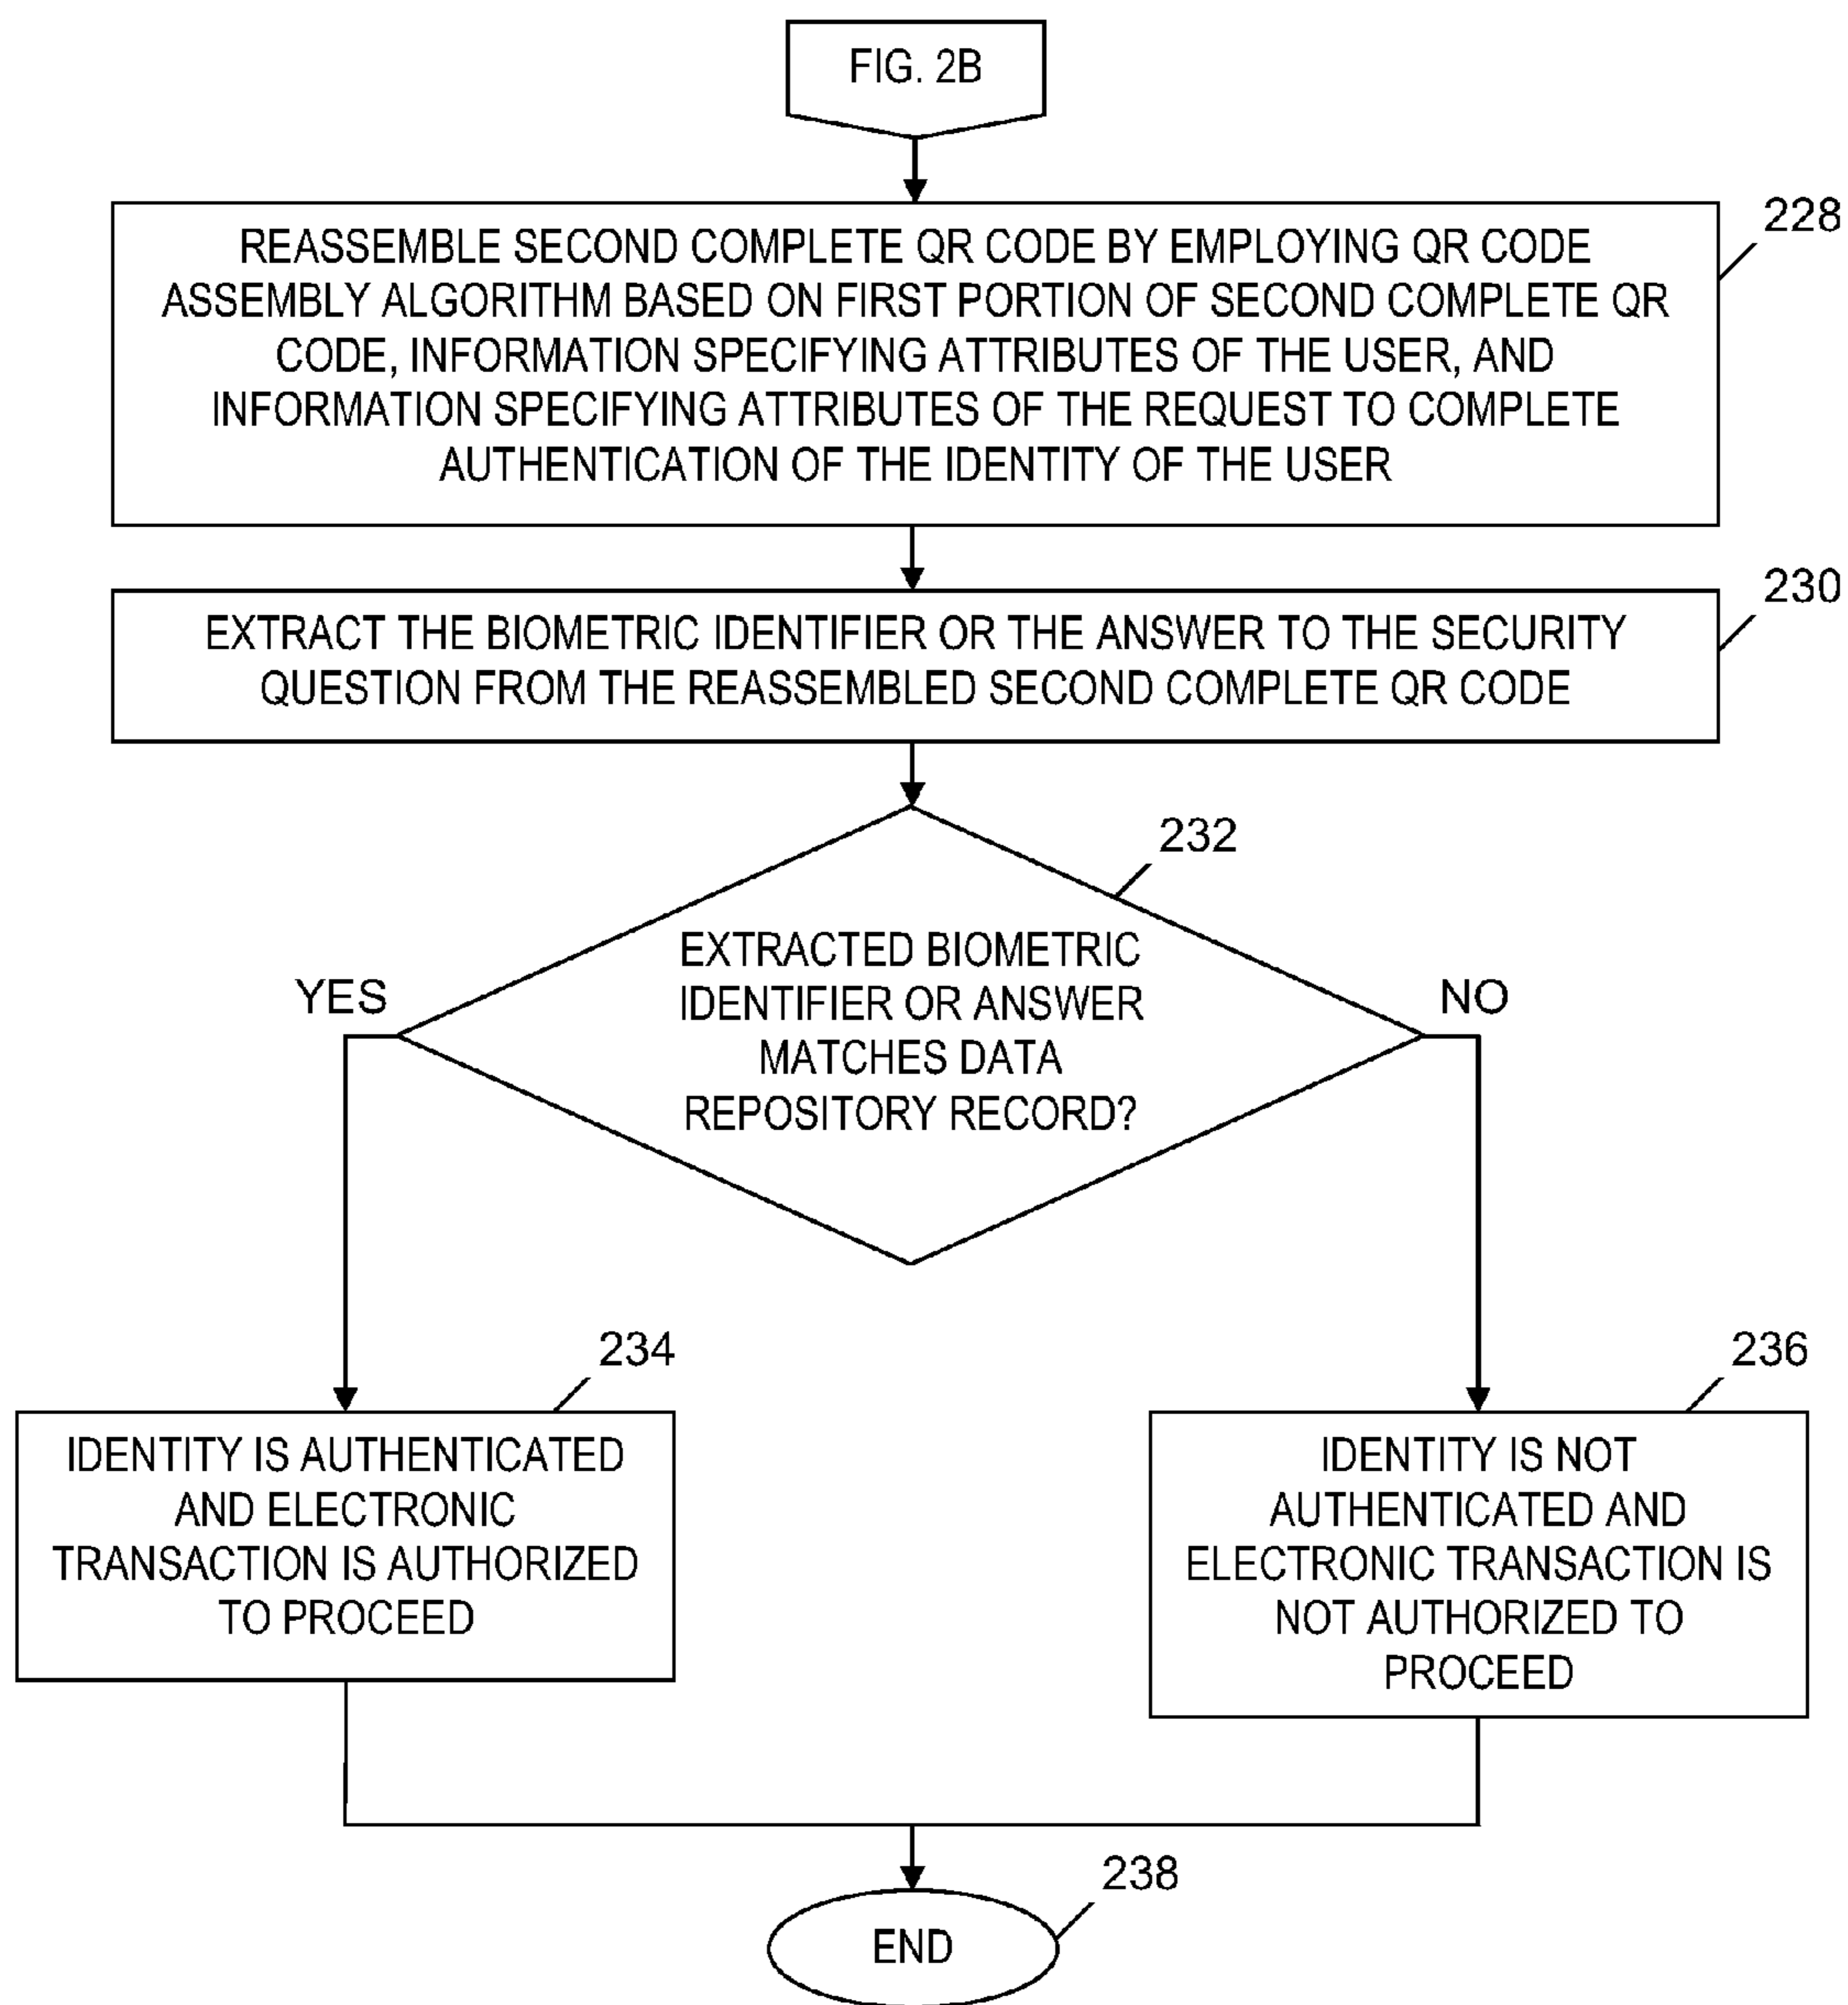 FIG. 2B
228
REASSEMBLE SECOND COMPLETE QR CODE BY EMPLOYING QR CODE
ASSEMBLY ALGORITHM BASED ON FIRST PORTION OF SECOND COMPLETE QR
CODE, INFORMATION SPECIFYING ATTRIBUTES OF THE USER, AND
INFORMATION SPECIFYING ATTRIBUTES OF THE REQUEST TO COMPLETE
AUTHENTICATION OF THE IDENTITY OF THE USER
230
EXTRACT THE BIOMETRIC IDENTIFIER OR THE ANSWER TO THE SECURITY
QUESTION FROM THE REASSEMBLED SECOND COMPLETE QR CODE
232
EXTRACTED BIOMETRIC
IDENTIFIER OR ANSWER
MATCHES DATA
REPOSITORY RECORD?
YES
NO
234
IDENTITY IS AUTHENTICATED
AND ELECTRONIC
TRANSACTION IS AUTHORIZED
TO PROCEED
236
IDENTITY IS NOT
AUTHENTICATED AND
ELECTRONIC TRANSACTION IS
NOT AUTHORIZED TO
PROCEED
238
END